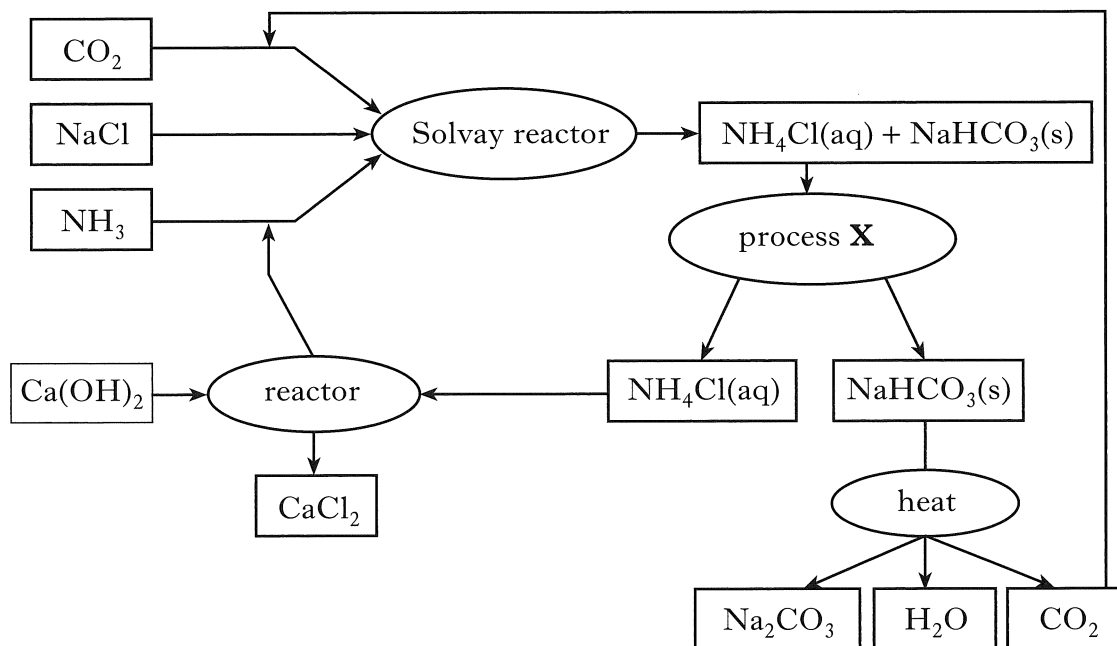 CO₂
NaCl
NH₃
Solvay reactor
NH₄Cl(aq) + NaHCO₃(s)
process X
Ca(OH)₂
reactor
NH₄Cl(aq)
NaHCO₃(s)
CaCl₂
heat
Na₂CO₃
H₂O
CO₂